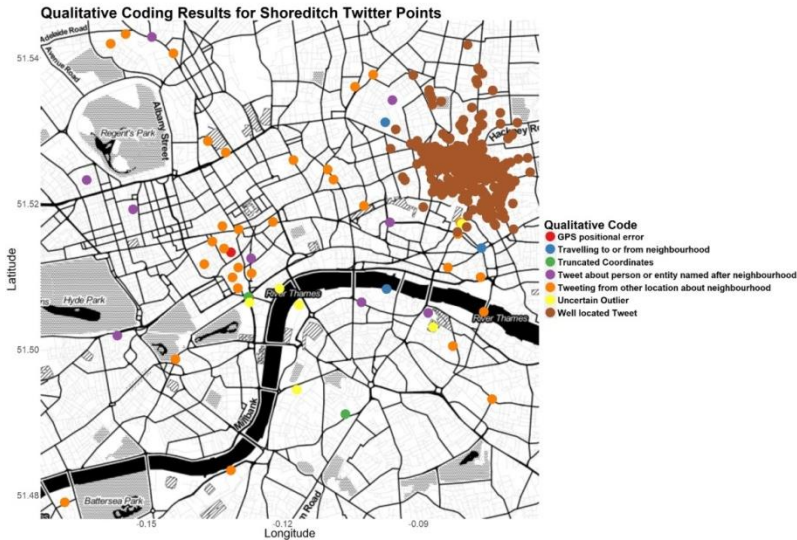 Qualitative Coding Results for Shoreditch Twitter Points
Adelaide Road
Avenue Road
Albany Street
Regent's Park
Hackney Ro
Hyde Park
River Thames
River Thames
Millbank
Battersea Park
m Road
51.54
51.52
51.50
51.48
Latitude
-0.15
-0.12
-0.09
Longitude
Qualitative Code
GPS positional error
Travelling to or from neighbourhood
Truncated Coordinates
Tweet about person or entity named after neighbourhood
Tweeting from other location about neighbourhood
Uncertain Outlier
Well located Tweet